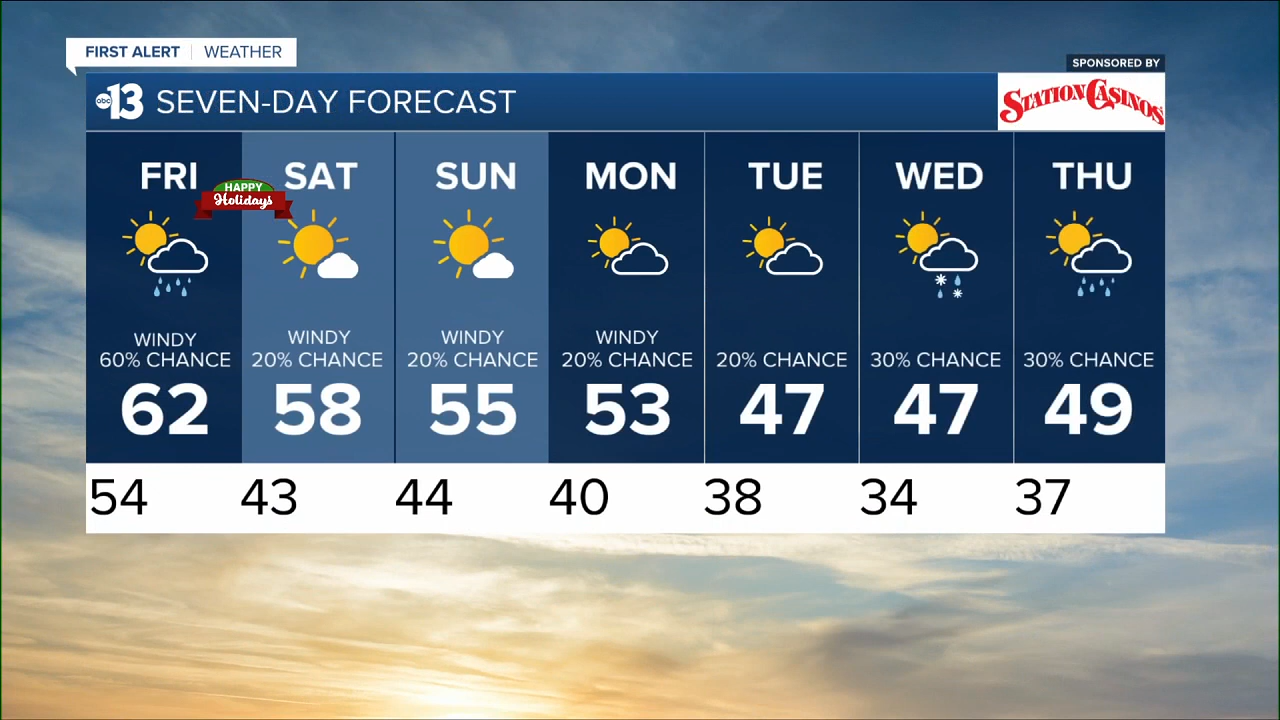 FIRST ALERT WEATHER
SPONSORED BY
abc 13 SEVEN-DAY FORECAST
STATION CASINOS
FRI SAT SUN MON TUE WED THU
HAPPY
Holidays
WINDY WINDY WINDY WINDY
60% CHANCE 20% CHANCE 20% CHANCE 20% CHANCE 20% CHANCE 30% CHANCE 30% CHANCE
62 58 55 53 47 47 49
54 43 44 40 38 34 37